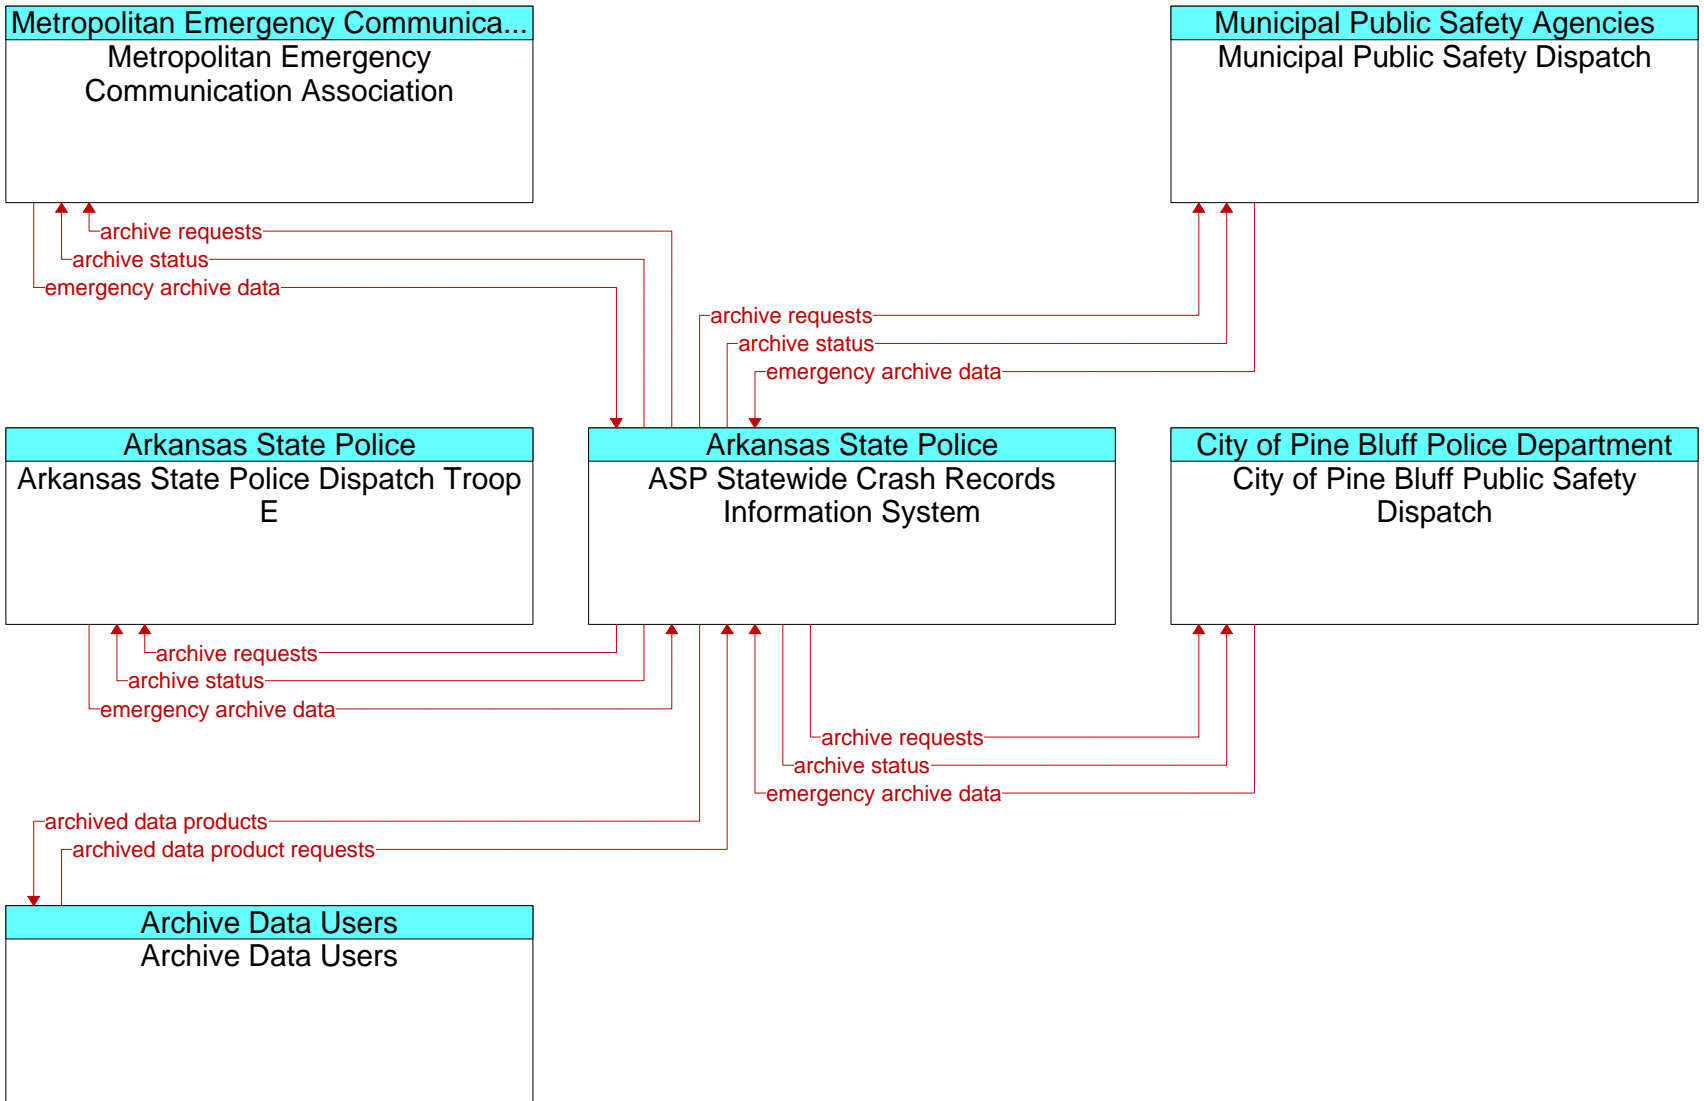 Metropolitan Emergency Communica...
Metropolitan Emergency
Communication Association
Municipal Public Safety Agencies
Municipal Public Safety Dispatch
archive requests
archive status
emergency archive data
archive requests
archive status
emergency archive data
Arkansas State Police
Arkansas State Police Dispatch Troop
E
Arkansas State Police
ASP Statewide Crash Records
Information System
City of Pine Bluff Police Department
City of Pine Bluff Public Safety
Dispatch
archive requests
archive status
emergency archive data
archive requests
archive status
emergency archive data
archived data products
archived data product requests
Archive Data Users
Archive Data Users